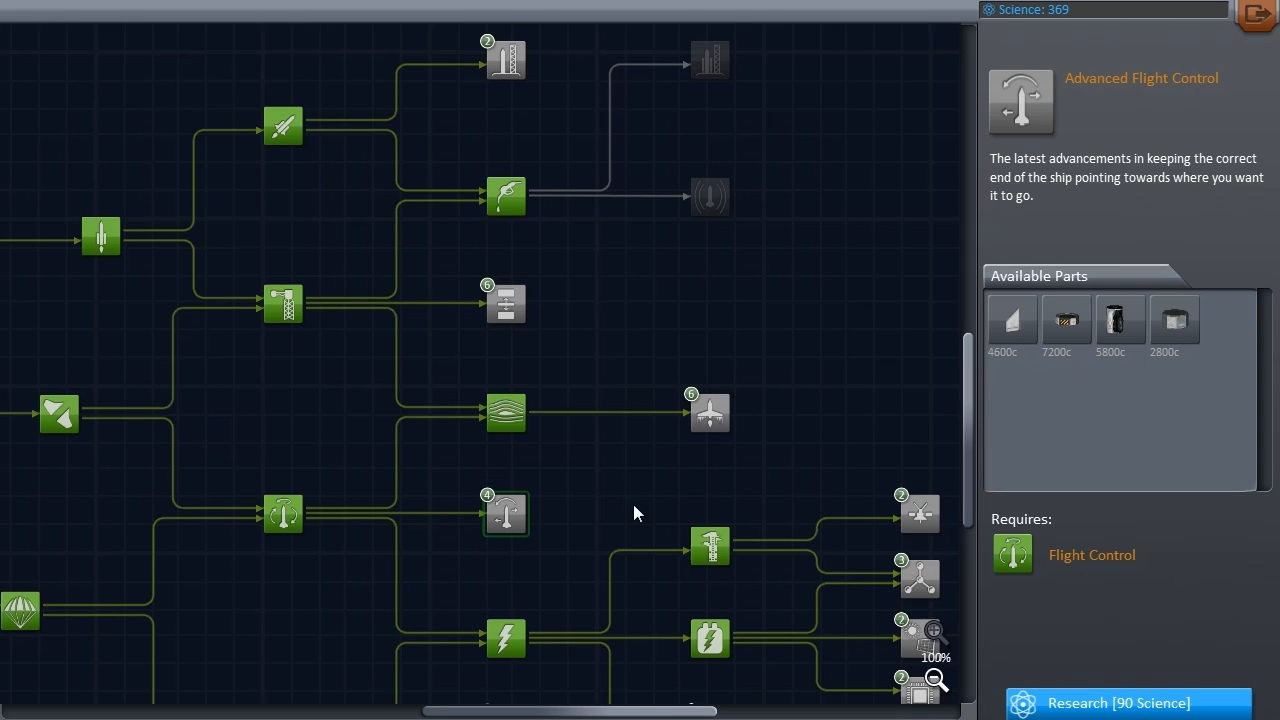 Science: 369
Advanced Flight Control
The latest advancements in keeping the correct
end of the ship pointing towards where you want
it to go.
Available Parts
4600c 7200c 5800c 2800c
Requires:
Flight Control
Research [90 Science]
2
6
6
4
2
3
2
100%
2